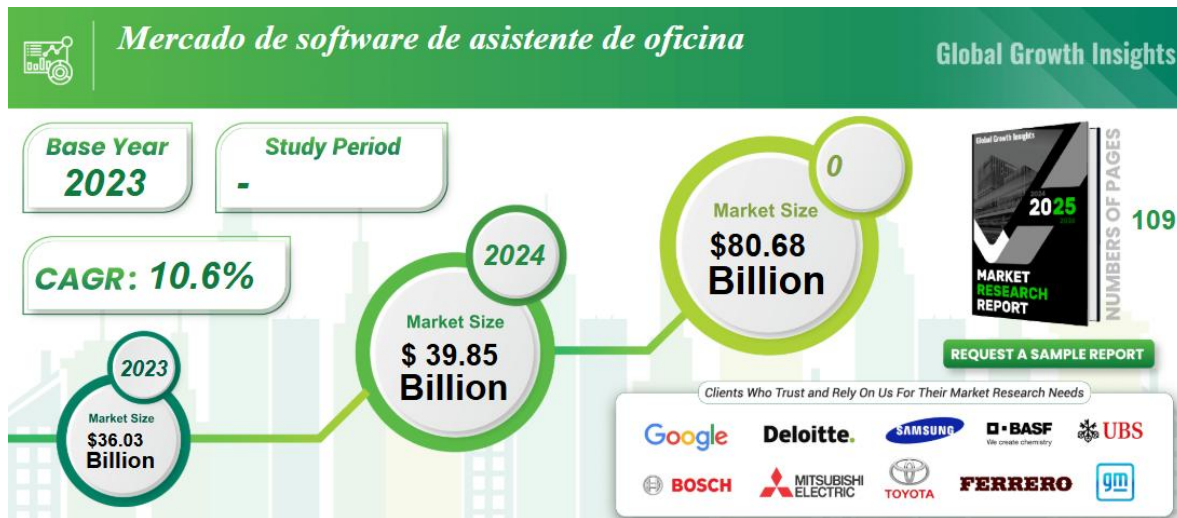 Mercado de software de asistente de oficina
Global Growth Insights
Base Year
2023
Study Period
-
CAGR: 10.6%
2023
Market Size
$36.03
Billion
2024
Market Size
$ 39.85
Billion
0
Market Size
$80.68
Billion
Global Growth Insights
2024
2025
MARKET
RESEARCH
REPORT
NUMBERS OF PAGES
109
REQUEST A SAMPLE REPORT
Clients Who Trust and Rely On Us For Their Market Research Needs
Google
Deloitte.
SAMSUNG
BASF
We create chemistry
UBS
BOSCH
MITSUBISHI
ELECTRIC
TOYOTA
FERRERO
gm